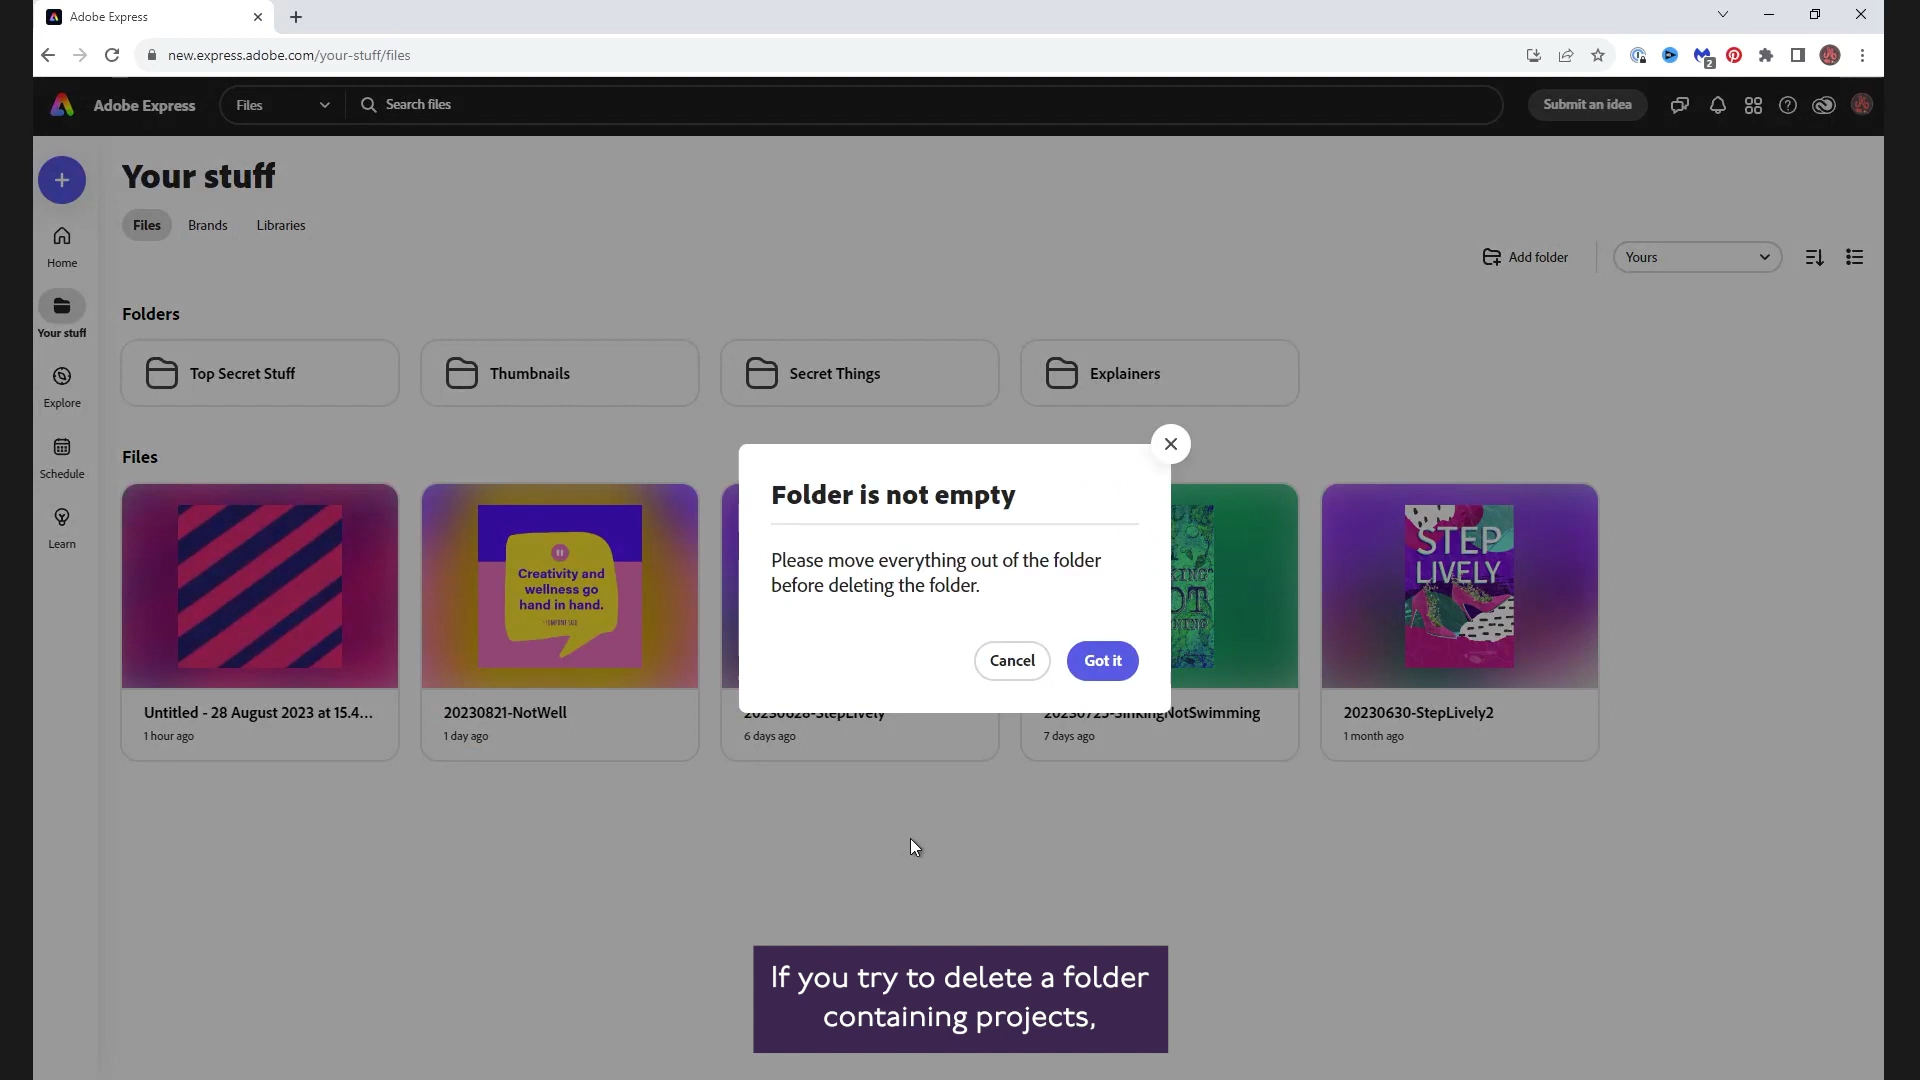 Adobe Express
new.express.adobe.com/your-stuff/files
2
Adobe Express
Files
Search files
Submit an idea
Your stuff
Files
Brands
Libraries
Home
Add folder
Yours
Your stuff
Folders
Top Secret Stuff
Thumbnails
Secret Things
Explainers
Explore
Files
Schedule
Learn
Folder is not empty
Please move everything out of the folder
before deleting the folder.
Cancel
Got it
Creativity and
wellness go
hand in hand.
STEP
LIVELY
Untitled - 28 August 2023 at 15.4...
1 hour ago
20230821-NotWell
1 day ago
20230628-StepLively
6 days ago
20230725-SinkingNotSwimming
7 days ago
20230630-StepLively2
1 month ago
If you try to delete a folder
containing projects,